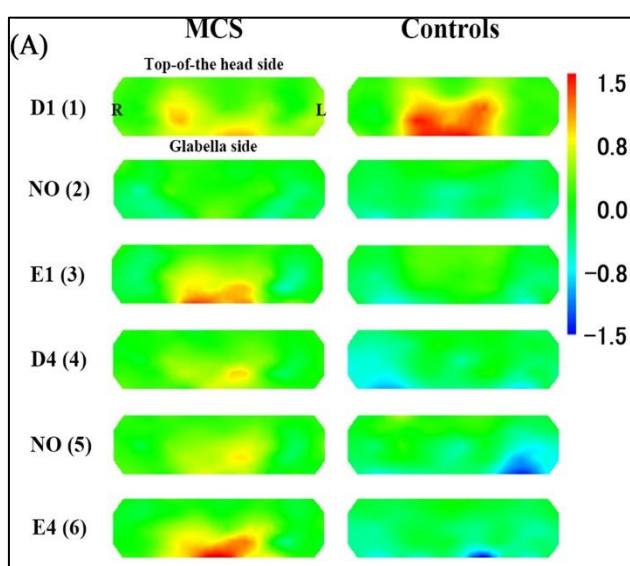 (A)
MCS Controls
Top-of-the head side
D1 (1) R L
Glabella side
NO (2)
E1 (3)
D4 (4)
NO (5)
E4 (6)
1.5
0.8
0.0
-0.8
-1.5